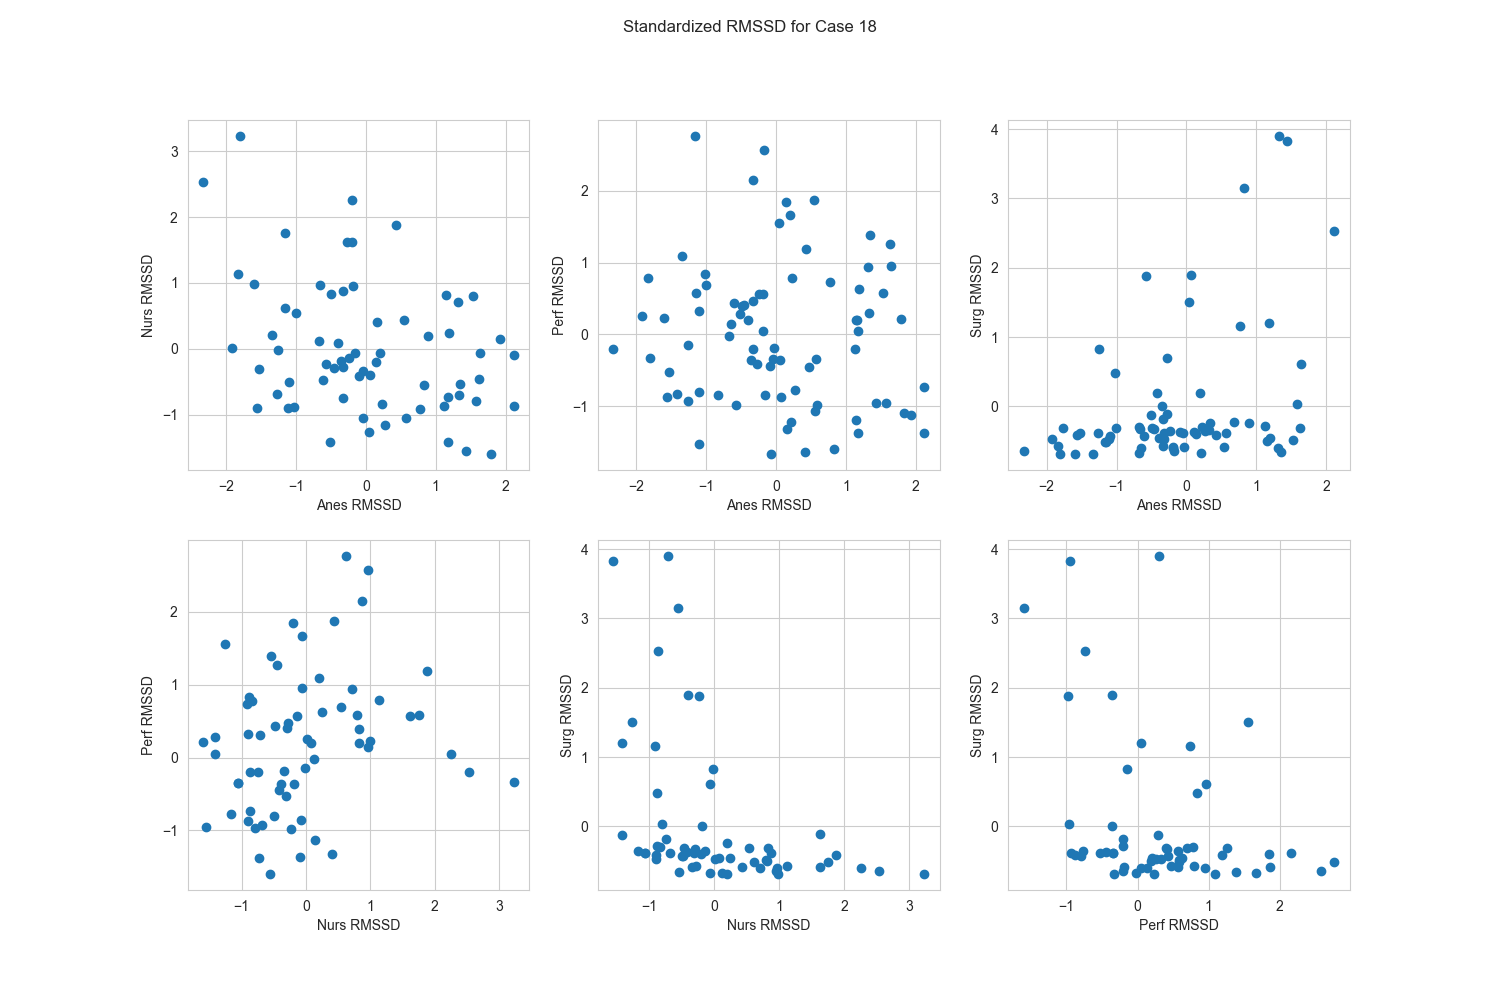 Standardized RMSSD for Case 18
3
2
1
0
−1
Nurs RMSSD
−2 −1 0 1 2
Anes RMSSD
2
1
0
−1
Perf RMSSD
−2 −1 0 1 2
Anes RMSSD
4
3
2
1
0
Surg RMSSD
−2 −1 0 1 2
Anes RMSSD
2
1
0
−1
Perf RMSSD
−1 0 1 2 3
Nurs RMSSD
4
3
2
1
0
Surg RMSSD
−1 0 1 2 3
Nurs RMSSD
4
3
2
1
0
Surg RMSSD
−1 0 1 2
Perf RMSSD